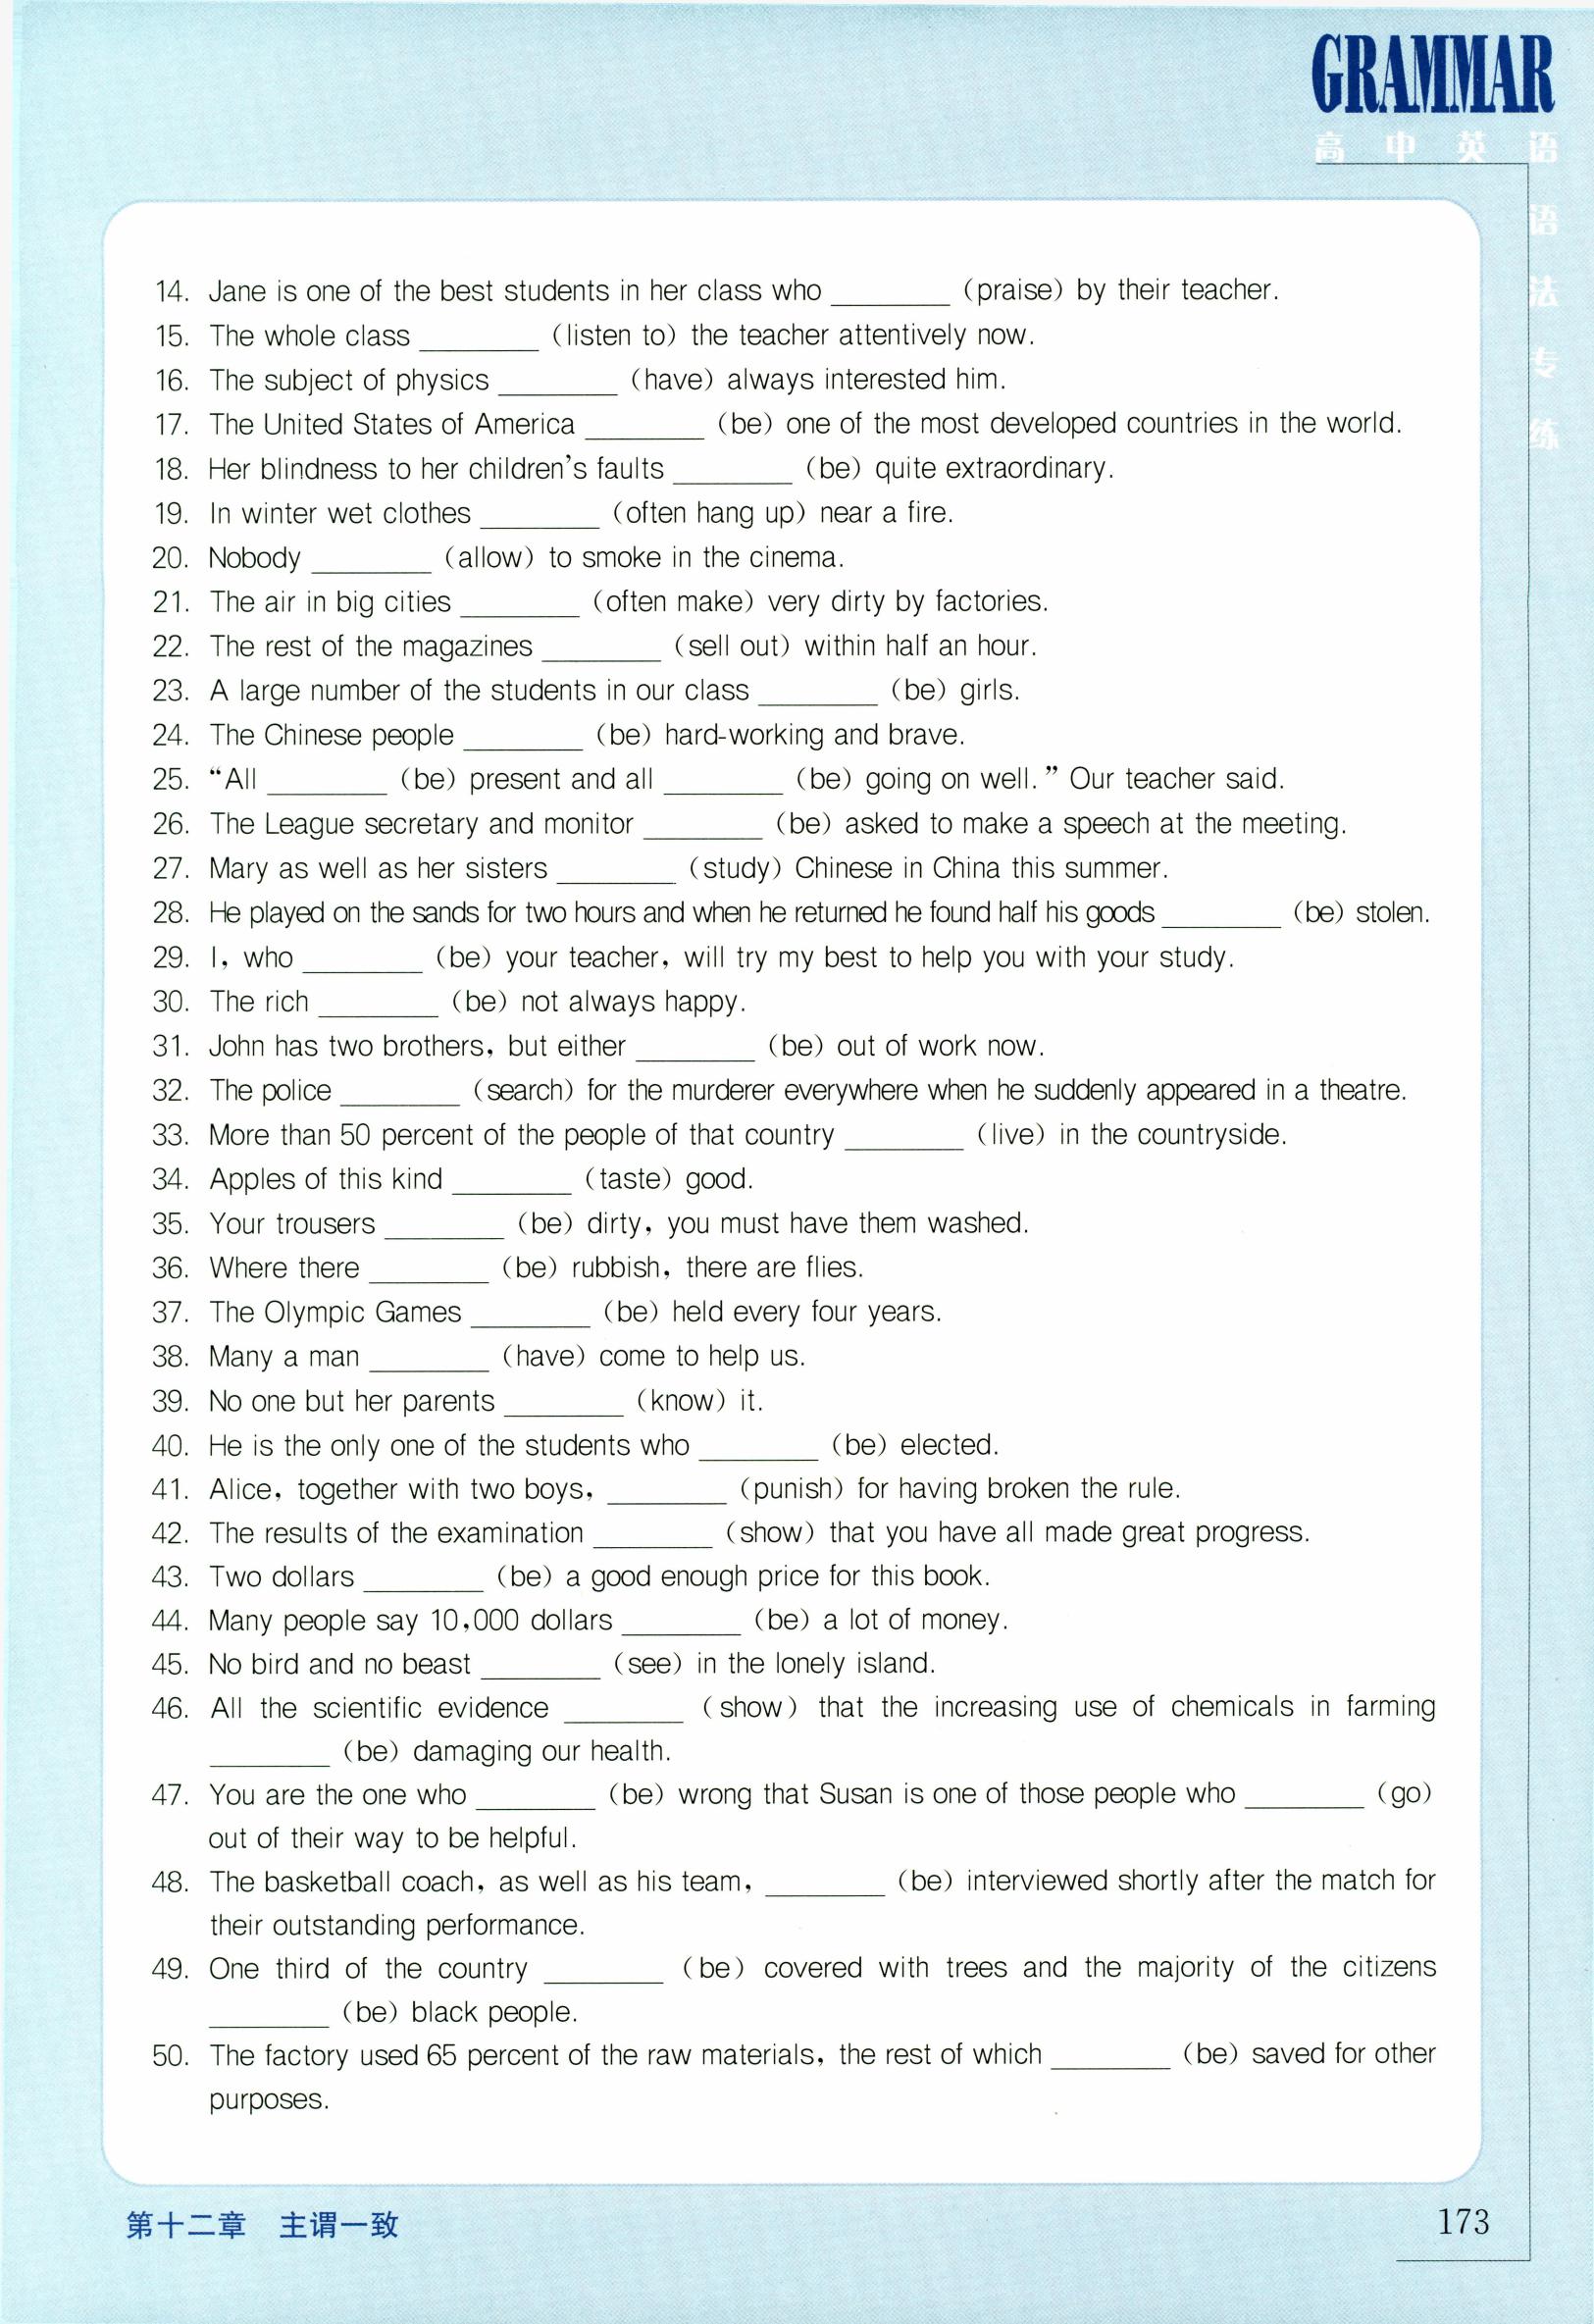 GRAMMAR
高中英语
语法专练
14. Jane is one of the best students in her class who ________ (praise) by their teacher.
15. The whole class ________ (listen to) the teacher attentively now.
16. The subject of physics ________ (have) always interested him.
17. The United States of America ________ (be) one of the most developed countries in the world.
18. Her blindness to her children's faults ________ (be) quite extraordinary.
19. In winter wet clothes ________ (often hang up) near a fire.
20. Nobody ________ (allow) to smoke in the cinema.
21. The air in big cities ________ (often make) very dirty by factories.
22. The rest of the magazines ________ (sell out) within half an hour.
23. A large number of the students in our class ________ (be) girls.
24. The Chinese people ________ (be) hard-working and brave.
25. “All ________ (be) present and all ________ (be) going on well.” Our teacher said.
26. The League secretary and monitor ________ (be) asked to make a speech at the meeting.
27. Mary as well as her sisters ________ (study) Chinese in China this summer.
28. He played on the sands for two hours and when he returned he found half his goods ________ (be) stolen.
29. I, who ________ (be) your teacher, will try my best to help you with your study.
30. The rich ________ (be) not always happy.
31. John has two brothers, but either ________ (be) out of work now.
32. The police ________ (search) for the murderer everywhere when he suddenly appeared in a theatre.
33. More than 50 percent of the people of that country ________ (live) in the countryside.
34. Apples of this kind ________ (taste) good.
35. Your trousers ________ (be) dirty, you must have them washed.
36. Where there ________ (be) rubbish, there are flies.
37. The Olympic Games ________ (be) held every four years.
38. Many a man ________ (have) come to help us.
39. No one but her parents ________ (know) it.
40. He is the only one of the students who ________ (be) elected.
41. Alice, together with two boys, ________ (punish) for having broken the rule.
42. The results of the examination ________ (show) that you have all made great progress.
43. Two dollars ________ (be) a good enough price for this book.
44. Many people say 10,000 dollars ________ (be) a lot of money.
45. No bird and no beast ________ (see) in the lonely island.
46. All the scientific evidence ________ (show) that the increasing use of chemicals in farming
________ (be) damaging our health.
47. You are the one who ________ (be) wrong that Susan is one of those people who ________ (go)
out of their way to be helpful.
48. The basketball coach, as well as his team, ________ (be) interviewed shortly after the match for
their outstanding performance.
49. One third of the country ________ (be) covered with trees and the majority of the citizens
________ (be) black people.
50. The factory used 65 percent of the raw materials, the rest of which ________ (be) saved for other
purposes.
第十二章 主谓一致
173